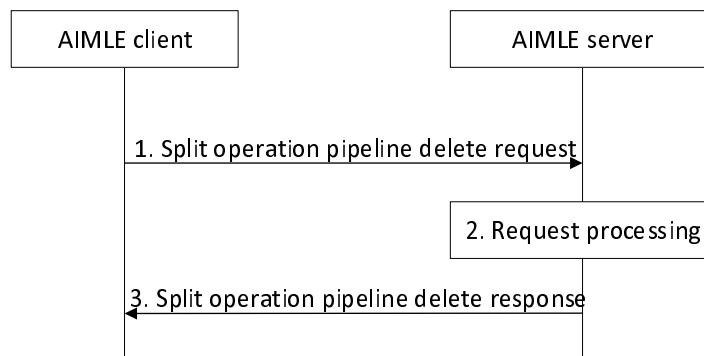 AIMLE client
AIMLE server
1. Split operation pipeline delete request
2. Request processing
3. Split operation pipeline delete response